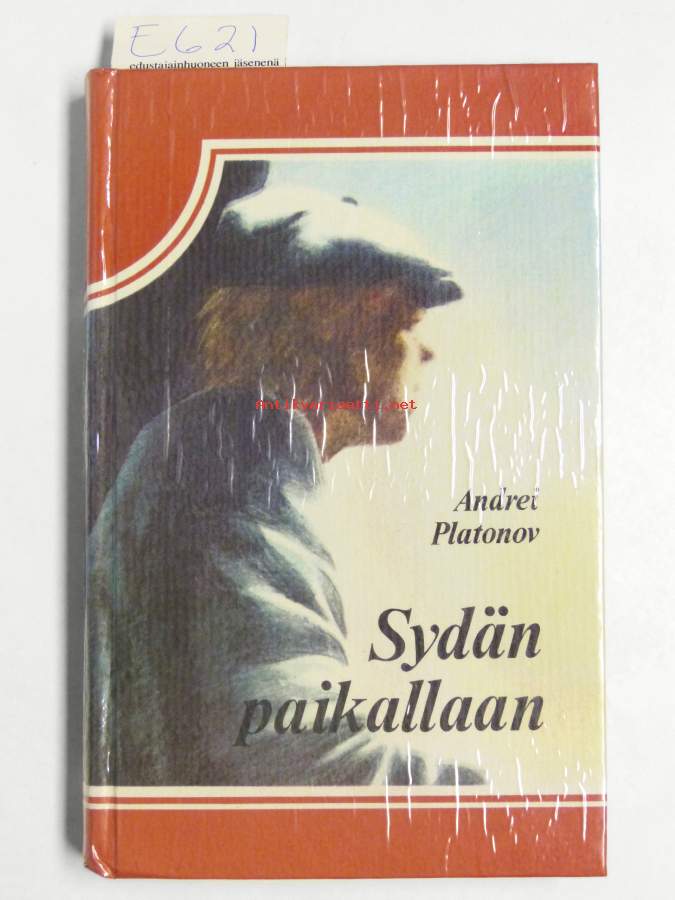 E621
edustajainhuoneen jäsenenä
Antikvariaatti.net
Andrei
Platonov
Sydän
paikallaan